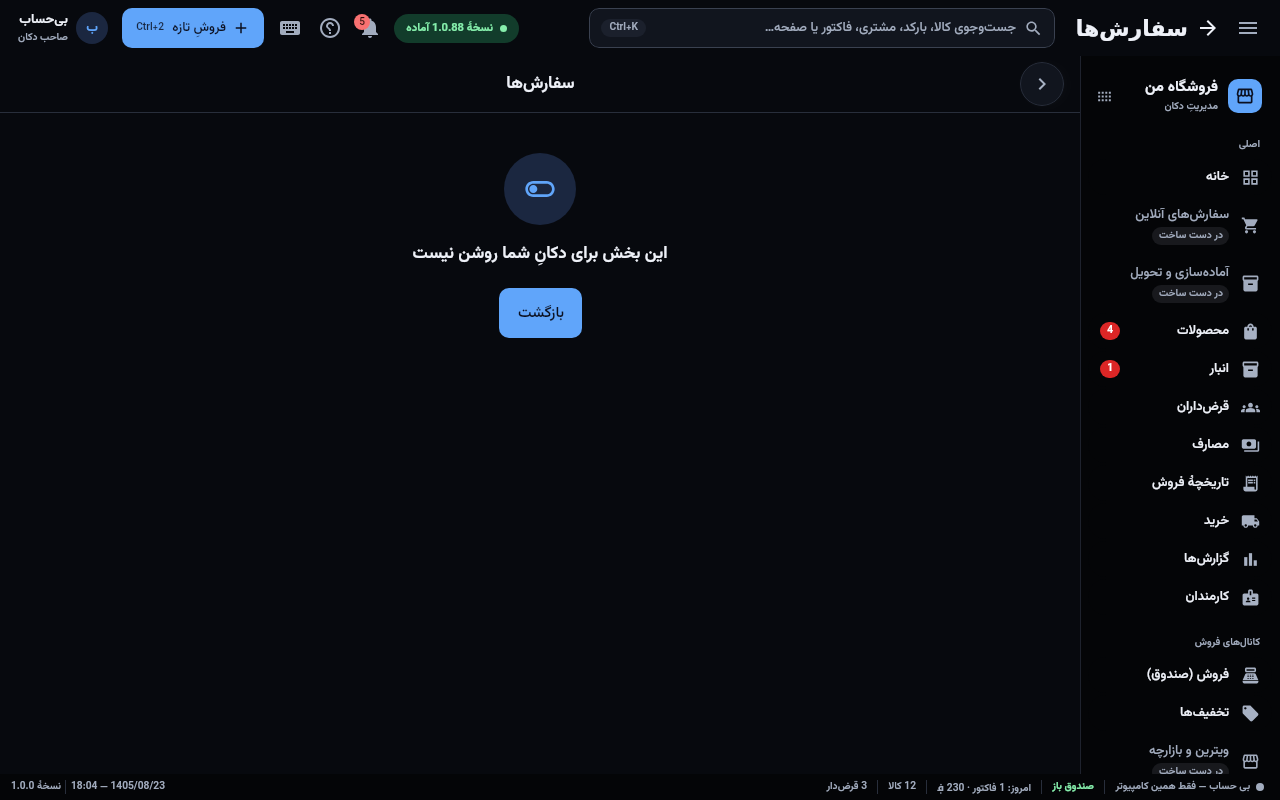 سفارش‌ها
جست‌وجوی کالا، بارکد، مشتری، فاکتور یا صفحه…
Ctrl+K
نسخهٔ 1.0.88 آماده
5
فروشِ تازه
Ctrl+2
ب
بی‌حساب
صاحب دکان
فروشگاه من
مدیریتِ دکان
اصلی
خانه
سفارش‌های آنلاین
در دست ساخت
آماده‌سازی و تحویل
در دست ساخت
محصولات
4
انبار
1
قرض‌داران
مصارف
تاریخچهٔ فروش
خرید
گزارش‌ها
کارمندان
کانال‌های فروش
فروش (صندوق)
تخفیف‌ها
ویترین و بازارچه
در دست ساخت
سفارش‌ها
این بخش برای دکانِ شما روشن نیست
بازگشت
بی حساب — فقط همین کامپیوتر
صندوق باز
امروز: 1 فاکتور · 230 ؋
12 کالا
3 قرض‌دار
1405/08/23 — 18:04
نسخهٔ 1.0.0